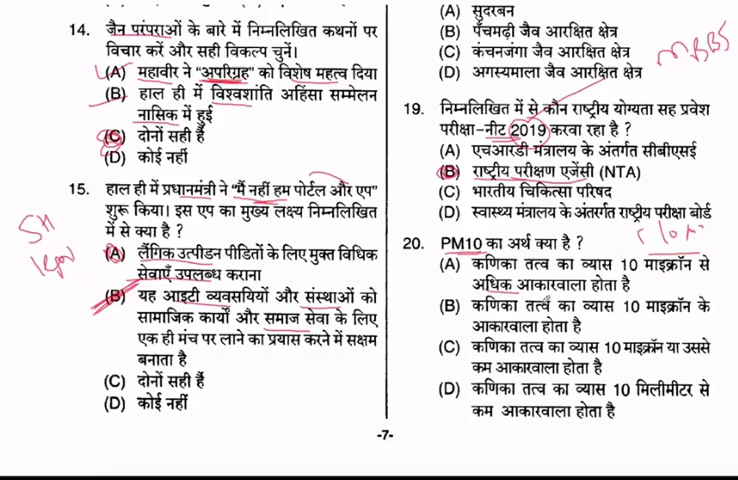 14. जैन परंपराओं के बारे में निम्नलिखित कथनों पर
विचार करें और सही विकल्प चुनें।
(A) महावीर ने "अपरिग्रह" को विशेष महत्व दिया
(B) हाल ही में विश्वशांति अहिंसा सम्मेलन
नासिक में हुई
(C) दोनों सही हैं
(D) कोई नहीं
15. हाल ही में प्रधानमंत्री ने "मैं नहीं हम पोर्टल और एप"
शुरू किया। इस एप का मुख्य लक्ष्य निम्नलिखित
में से क्या है ?
(A) लैंगिक उत्पीडन पीडितों के लिए मुक्त विधिक
सेवाएँ उपलब्ध कराना
(B) यह आइटी व्यवसयियों और संस्थाओं को
सामाजिक कार्यों और समाज सेवा के लिए
एक ही मंच पर लाने का प्रयास करने में सक्षम
बनाता है
(C) दोनों सही हैं
(D) कोई नहीं
(A) सुदरबन
(B) पँचमढ़ी जैव आरक्षित क्षेत्र
(C) कंचनजंगा जैव आरक्षित क्षेत्र
(D) अगस्यमाला जैव आरक्षित क्षेत्र
MBBS
19. निम्नलिखित में से कौन राष्ट्रीय योग्यता सह प्रवेश
परीक्षा-नीट 2019 करवा रहा है ?
(A) एचआरडी मंत्रालय के अंतर्गत सीबीएसई
(B) राष्ट्रीय परीक्षण एजेंसी (NTA)
(C) भारतीय चिकित्सा परिषद
(D) स्वास्थ्य मंत्रालय के अंतरर्गत राष्ट्रीय परीक्षा बोर्ड
20. PM10 का अर्थ क्या है ?
(A) कणिका तत्व का व्यास 10 माइक्रॉन से
अधिक आकारवाला होता है
(B) कणिका तत्व का व्यास 10 माइक्रॉन के
आकारवाला होता है
(C) कणिका तत्व का व्यास 10 माइक्रॉन या उससे
कम आकारवाला होता है
(D) कणिका तत्व का व्यास 10 मिलीमीटर से
कम आकारवाला होता है
-7-